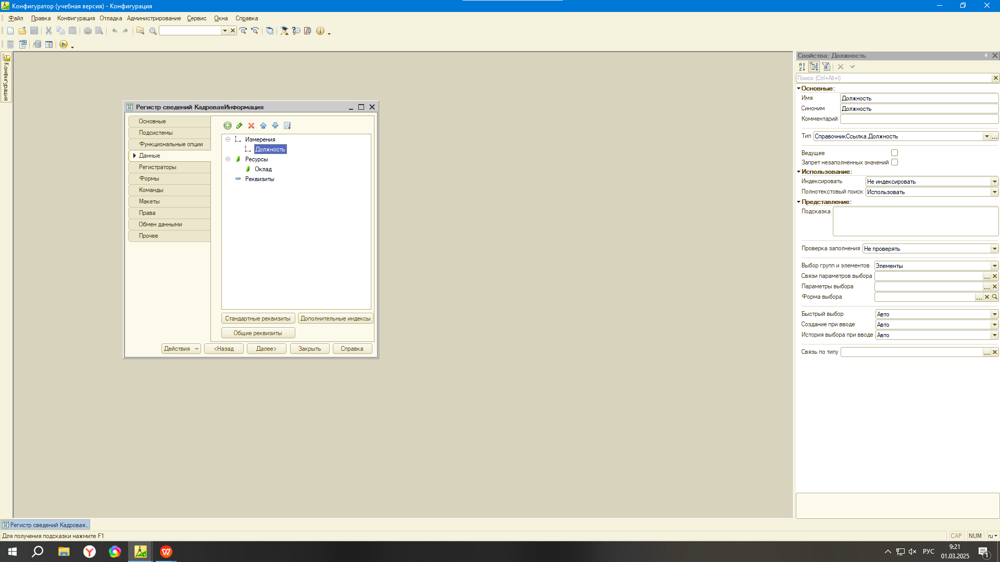 Конфигуратор (учебная версия) - Конфигурация
Файл Правка Конфигурация Отладка Администрирование Сервис Окна Справка
Конфигурация
Регистр сведений КадроваяИнформация
Основные
Подсистемы
Функциональные опции
Данные
Регистраторы
Формы
Команды
Макеты
Права
Обмен данными
Прочее
Измерения
Должность
Ресурсы
Оклад
Реквизиты
Стандартные реквизиты Дополнительные индексы
Общие реквизиты
Действия <Назад Далее> Закрыть Справка
Свойства: Должность
Поиск (Ctrl+Alt+I)
Основные:
Имя Должность
Синоним Должность
Комментарий
Тип СправочникСсылка.Должность
Ведущее
Запрет незаполненных значений
Использование:
Индексировать Не индексировать
Полнотекстовый поиск Использовать
Представление:
Подсказка
Проверка заполнения Не проверять
Выбор групп и элементов Элементы
Связи параметров выбора
Параметры выбора
Форма выбора
Быстрый выбор Авто
Создание при вводе Авто
История выбора при вводе Авто
Связь по типу
Регистр сведений Кадровая...
Для получения подсказки нажмите F1
CAP NUM ru
РУС
9:21
01.03.2025
1